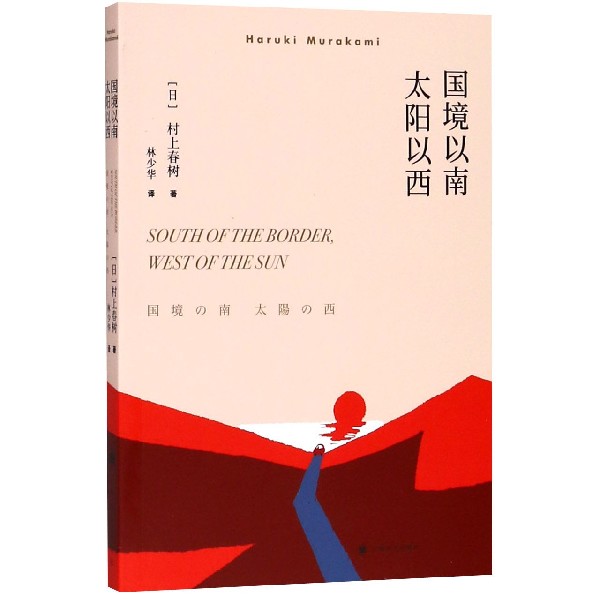 Haruki Murakami
国境以南
太阳以西
[日] 村上春树 著
林少华 译
SOUTH OF THE BORDER,
WEST OF THE SUN
国境の南 太陽の西
Haruki
Murakami
国境以南
太阳以西
[日] 村上春树 著
林少华 译